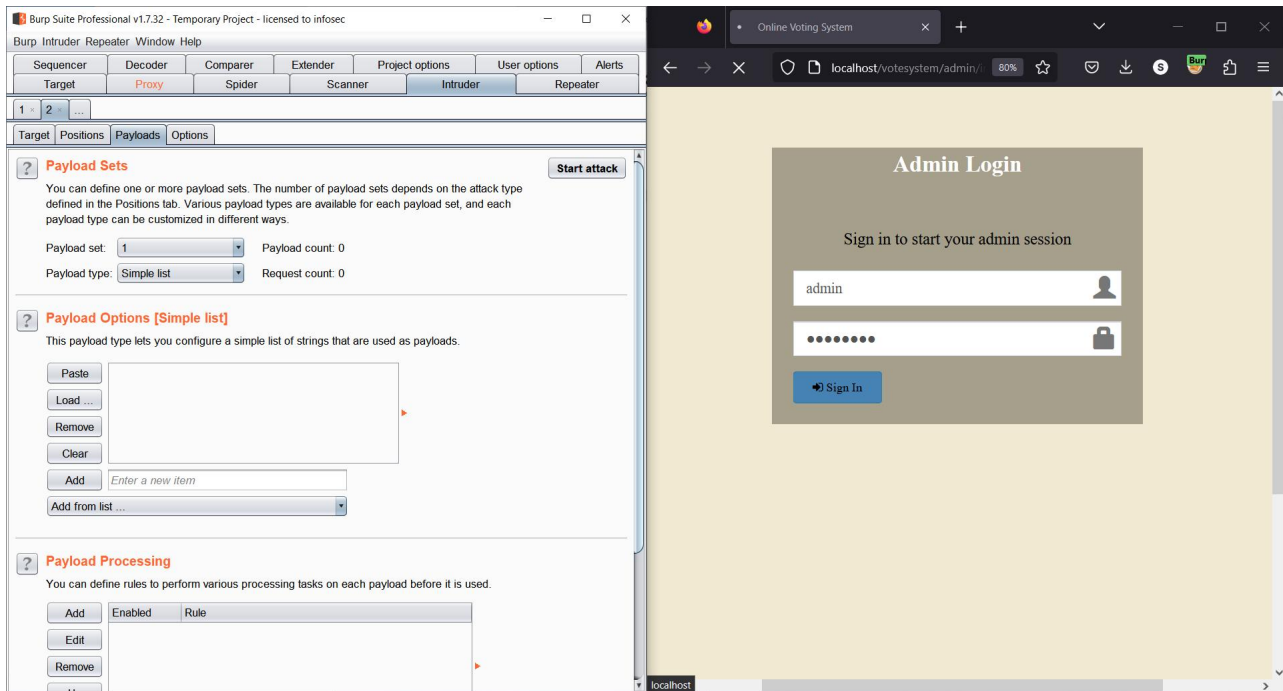 Burp Suite Professional v1.7.32 - Temporary Project - licensed to infosec
Burp Intruder Repeater Window Help
Sequencer Decoder Comparer Extender Project options User options Alerts
Target Proxy Spider Scanner Intruder Repeater
1 × 2 × ...
Target Positions Payloads Options
? Payload Sets Start attack
You can define one or more payload sets. The number of payload sets depends on the attack type
defined in the Positions tab. Various payload types are available for each payload set, and each
payload type can be customized in different ways.
Payload set: 1 Payload count: 0
Payload type: Simple list Request count: 0
? Payload Options [Simple list]
This payload type lets you configure a simple list of strings that are used as payloads.
Paste
Load ...
Remove
Clear
Add Enter a new item
Add from list ...
? Payload Processing
You can define rules to perform various processing tasks on each payload before it is used.
Add Enabled Rule
Edit
Remove
Online Voting System
localhost/votesystem/admin/ 80% S Bur
Admin Login
Sign in to start your admin session
admin
Sign In
localhost